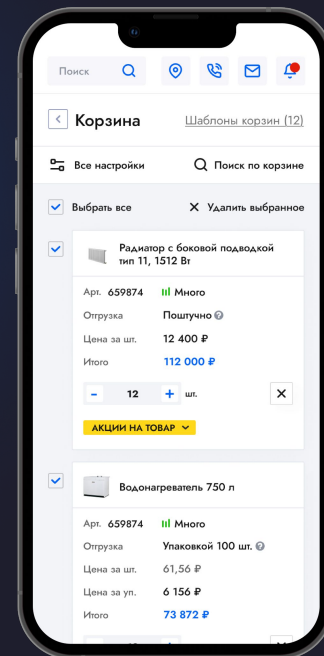 Поиск
Корзина
Шаблоны корзин (12)
Все настройки
Поиск по корзине
Выбрать все
Удалить выбранное
Радиатор с боковой подводкой
тип 11, 1512 Вт
Арт. 659874 Много
Отгрузка Поштучно ?
Цена за шт. 12 400 ₽
Итого 112 000 ₽
- 12 + шт.
АКЦИИ НА ТОВАР
Водонагреватель 750 л
Арт. 659874 Много
Отгрузка Упаковкой 100 шт. ?
Цена за шт. 61,56 ₽
Цена за уп. 6 156 ₽
Итого 73 872 ₽